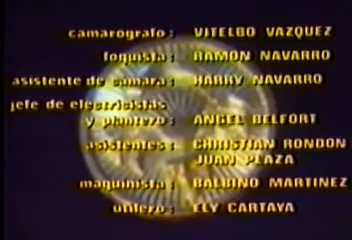 camarografo: VITELBO VAZQUEZ
foquista: RAMON NAVARRO
asistente de camara: HARRY NAVARRO
jefe de electricistas
y plantero: ANGEL BELFORT
asistentes: CHRISTIAN RONDON
JUAN PLAZA
maquinista: BALBINO MARTINEZ
utilero: ELY CARTAYA